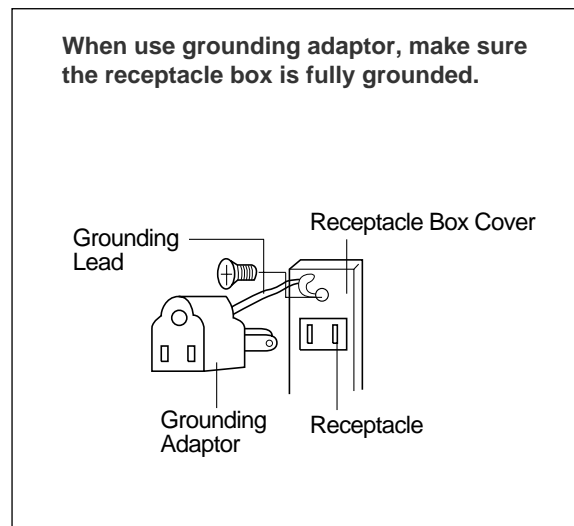 When use grounding adaptor, make sure
the receptacle box is fully grounded.
Receptacle Box Cover
Grounding
Lead
Grounding
Adaptor
Receptacle